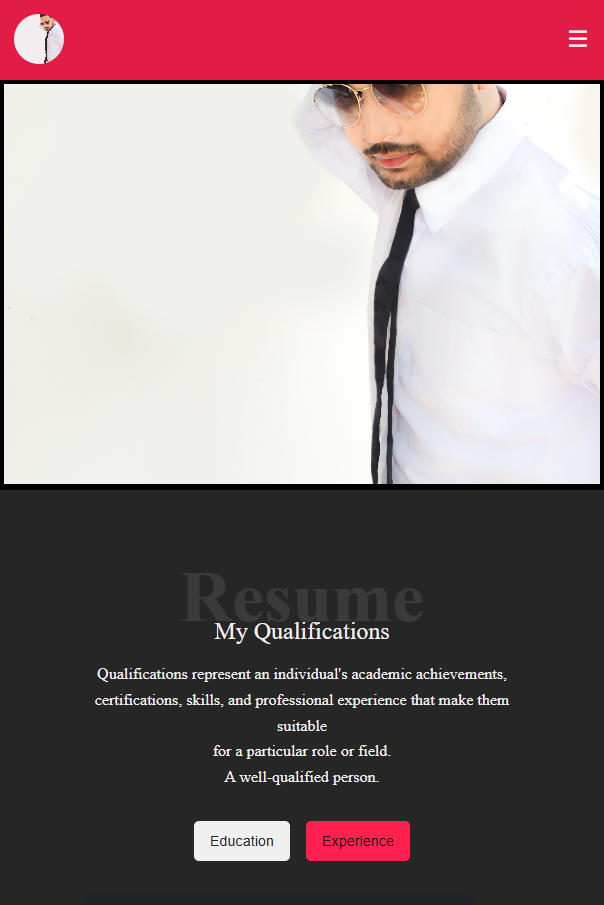 Resume
My Qualifications
Qualifications represent an individual's academic achievements,
certifications, skills, and professional experience that make them
suitable
for a particular role or field.
A well-qualified person.
Education
Experience